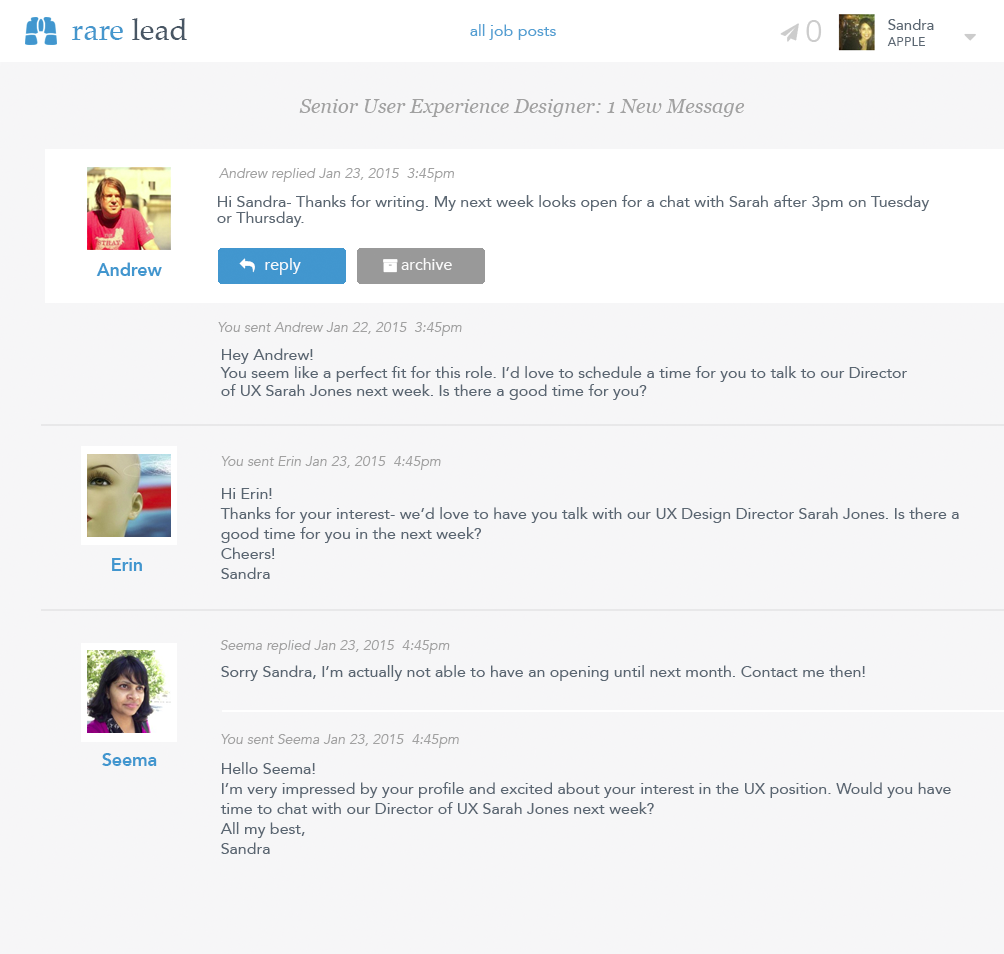 rare lead
all job posts
0
Sandra
APPLE
Senior User Experience Designer: 1 New Message
Andrew replied Jan 23, 2015 3:45pm
Hi Sandra- Thanks for writing. My next week looks open for a chat with Sarah after 3pm on Tuesday
or Thursday.
Andrew
reply
archive
You sent Andrew Jan 22, 2015 3:45pm
Hey Andrew!
You seem like a perfect fit for this role. I’d love to schedule a time for you to talk to our Director
of UX Sarah Jones next week. Is there a good time for you?
You sent Erin Jan 23, 2015 4:45pm
Hi Erin!
Thanks for your interest- we’d love to have you talk with our UX Design Director Sarah Jones. Is there a
good time for you in the next week?
Cheers!
Sandra
Erin
Seema replied Jan 23, 2015 4:45pm
Sorry Sandra, I’m actually not able to have an opening until next month. Contact me then!
Seema
You sent Seema Jan 23, 2015 4:45pm
Hello Seema!
I’m very impressed by your profile and excited about your interest in the UX position. Would you have
time to chat with our Director of UX Sarah Jones next week?
All my best,
Sandra